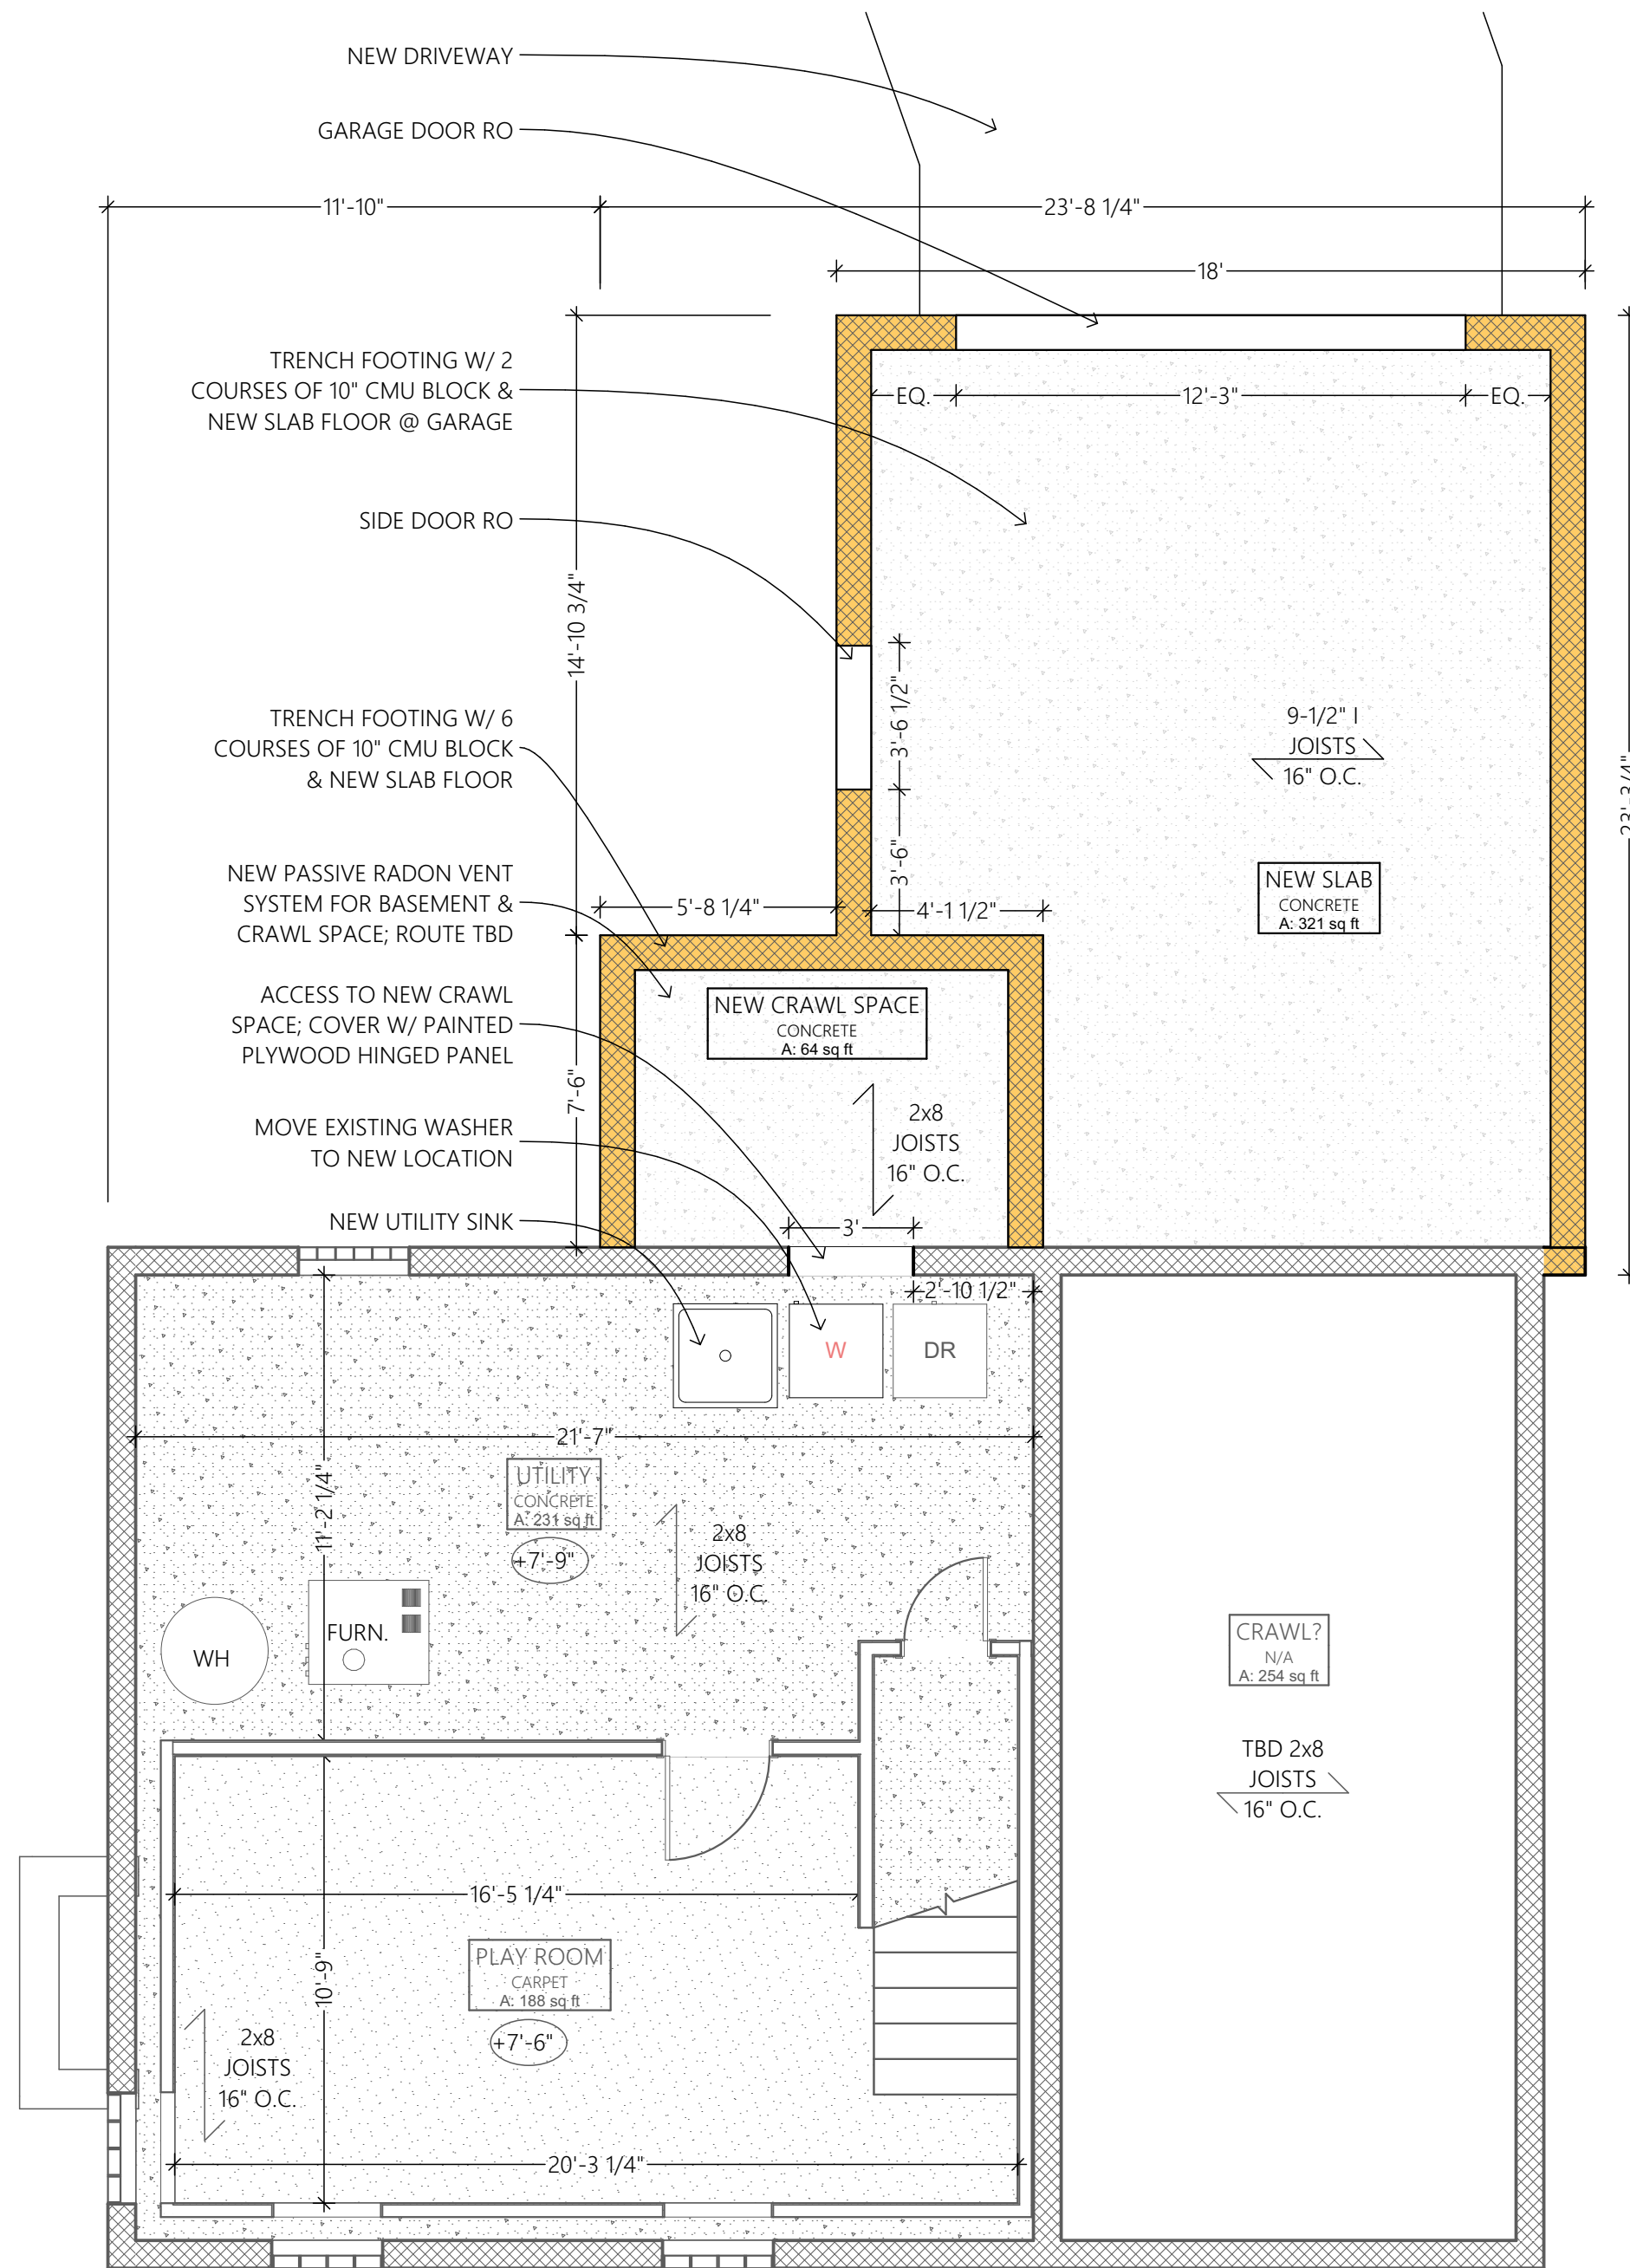 NEW DRIVEWAY
GARAGE DOOR RO
11'-10"
23'-8 1/4"
18'
TRENCH FOOTING W/ 2
COURSES OF 10" CMU BLOCK &
NEW SLAB FLOOR @ GARAGE
EQ.
12'-3"
EQ.
SIDE DOOR RO
14'-10 3/4"
3'-6 1/2"
TRENCH FOOTING W/ 6
COURSES OF 10" CMU BLOCK
& NEW SLAB FLOOR
9-1/2" I
JOISTS
16" O.C.
23'-3/4"
3'-6"
NEW SLAB
CONCRETE
A: 321 sq ft
NEW PASSIVE RADON VENT
SYSTEM FOR BASEMENT &
CRAWL SPACE; ROUTE TBD
5'-8 1/4"
4'-1 1/2"
ACCESS TO NEW CRAWL
SPACE; COVER W/ PAINTED
PLYWOOD HINGED PANEL
NEW CRAWL SPACE
CONCRETE
A: 64 sq ft
7'-6"
2x8
JOISTS
16" O.C.
MOVE EXISTING WASHER
TO NEW LOCATION
NEW UTILITY SINK
3'
2'-10 1/2"
W
DR
21'-7"
11'-2 1/4"
UTILITY
CONCRETE
A: 231 sq ft
+7'-9"
2x8
JOISTS
16" O.C.
WH
FURN.
CRAWL?
N/A
A: 254 sq ft
TBD 2x8
JOISTS
16" O.C.
16'-5 1/4"
10'-9"
PLAY ROOM
CARPET
A: 188 sq ft
+7'-6"
2x8
JOISTS
16" O.C.
20'-3 1/4"